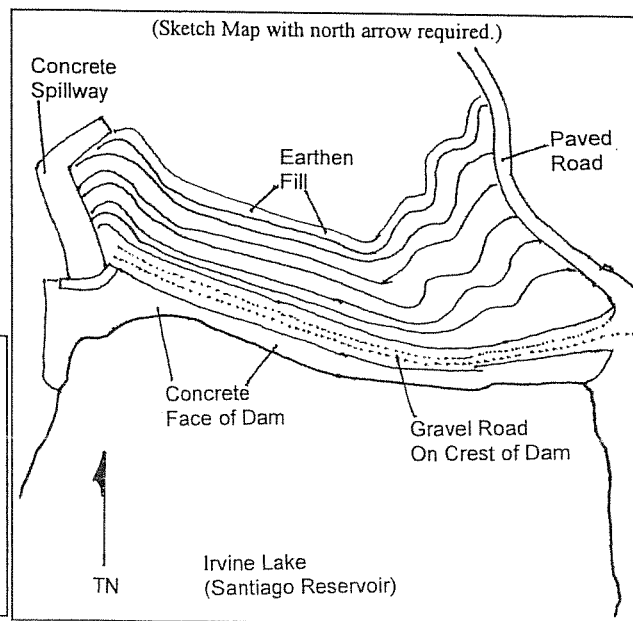 (Sketch Map with north arrow required.)
Concrete
Spillway
Earthen
Fill
Paved
Road
Concrete
Face of Dam
Gravel Road
On Crest of Dam
TN
Irvine Lake
(Santiago Reservoir)